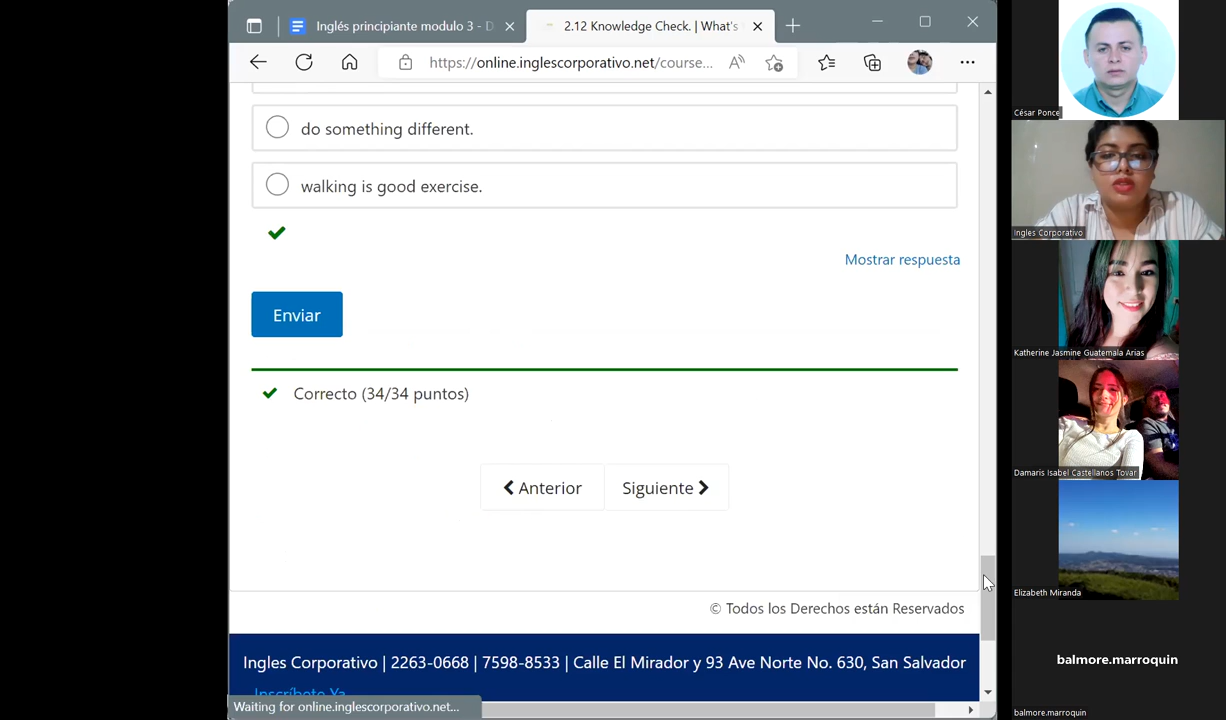 Inglés principiante modulo 3 - D
2.12 Knowledge Check. | What's
https://online.inglescorporativo.net/course...
do something different.
walking is good exercise.
Mostrar respuesta
Enviar
Correcto (34/34 puntos)
Anterior
Siguiente
© Todos los Derechos están Reservados
Ingles Corporativo | 2263-0668 | 7598-8533 | Calle El Mirador y 93 Ave Norte No. 630, San Salvador
Inscríbete Ya
Waiting for online.inglescorporativo.net...
César Ponce
Ingles Corporativo
Katherine Jasmine Guatemala Arias
Damaris Isabel Castellanos Tovar
Elizabeth Miranda
balmore.marroquin
balmore.marroquin